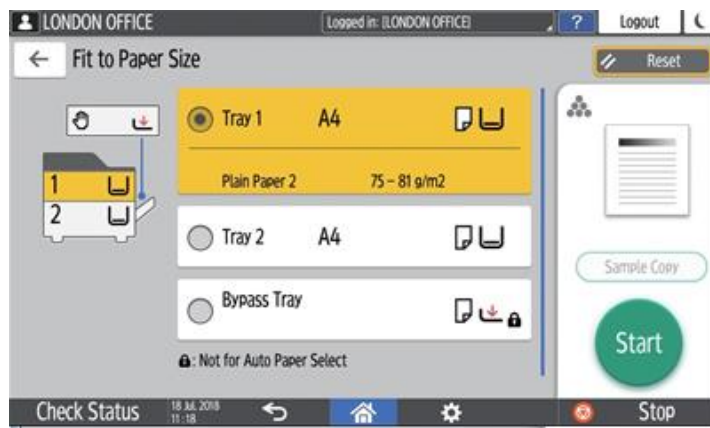 LONDON OFFICE
Logged in: [LONDON OFFICE]
?
Logout
Fit to Paper Size
Reset
Tray 1 A4
Plain Paper 2 75 – 81 g/m2
1
2
Tray 2 A4
Bypass Tray
: Not for Auto Paper Select
Sample Copy
Start
Check Status
18 JUL 2018
11:18
Stop